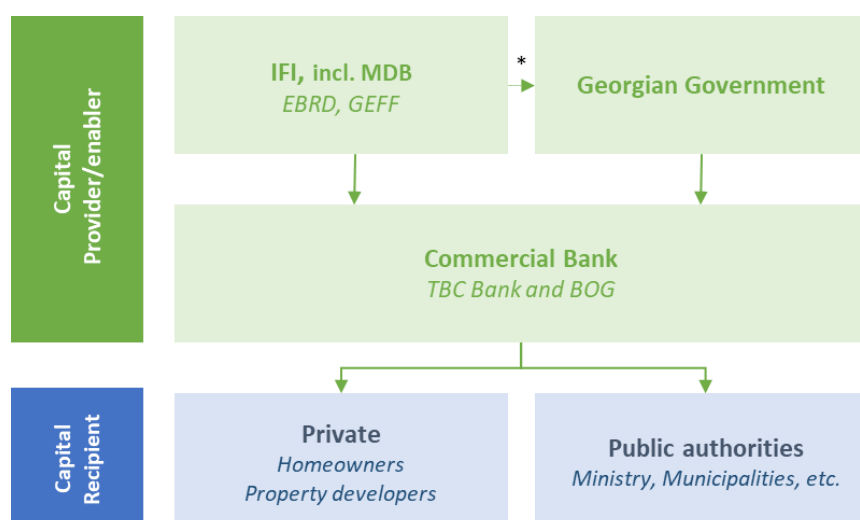 Capital
Provider/enabler
IFI, incl. MDB
EBRD, GEFF
*
Georgian Government
Commercial Bank
TBC Bank and BOG
Capital
Recipient
Private
Homeowners
Property developers
Public authorities
Ministry, Municipalities, etc.